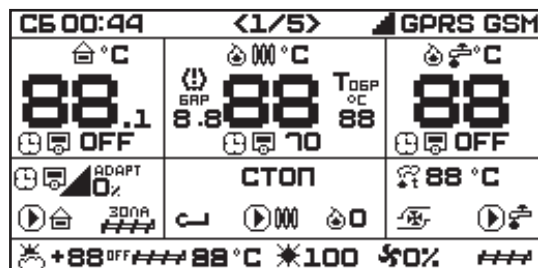 СБ 00:44 <1/5> GPRS GSM
°C °C °C
88.1 БАР 8.8 88 TОБР °C 88 88
OFF 70 OFF
ADAPT 0% СТОП t 88 °C
ЗОНА 0
+88 OFF 88 °C 100 0%